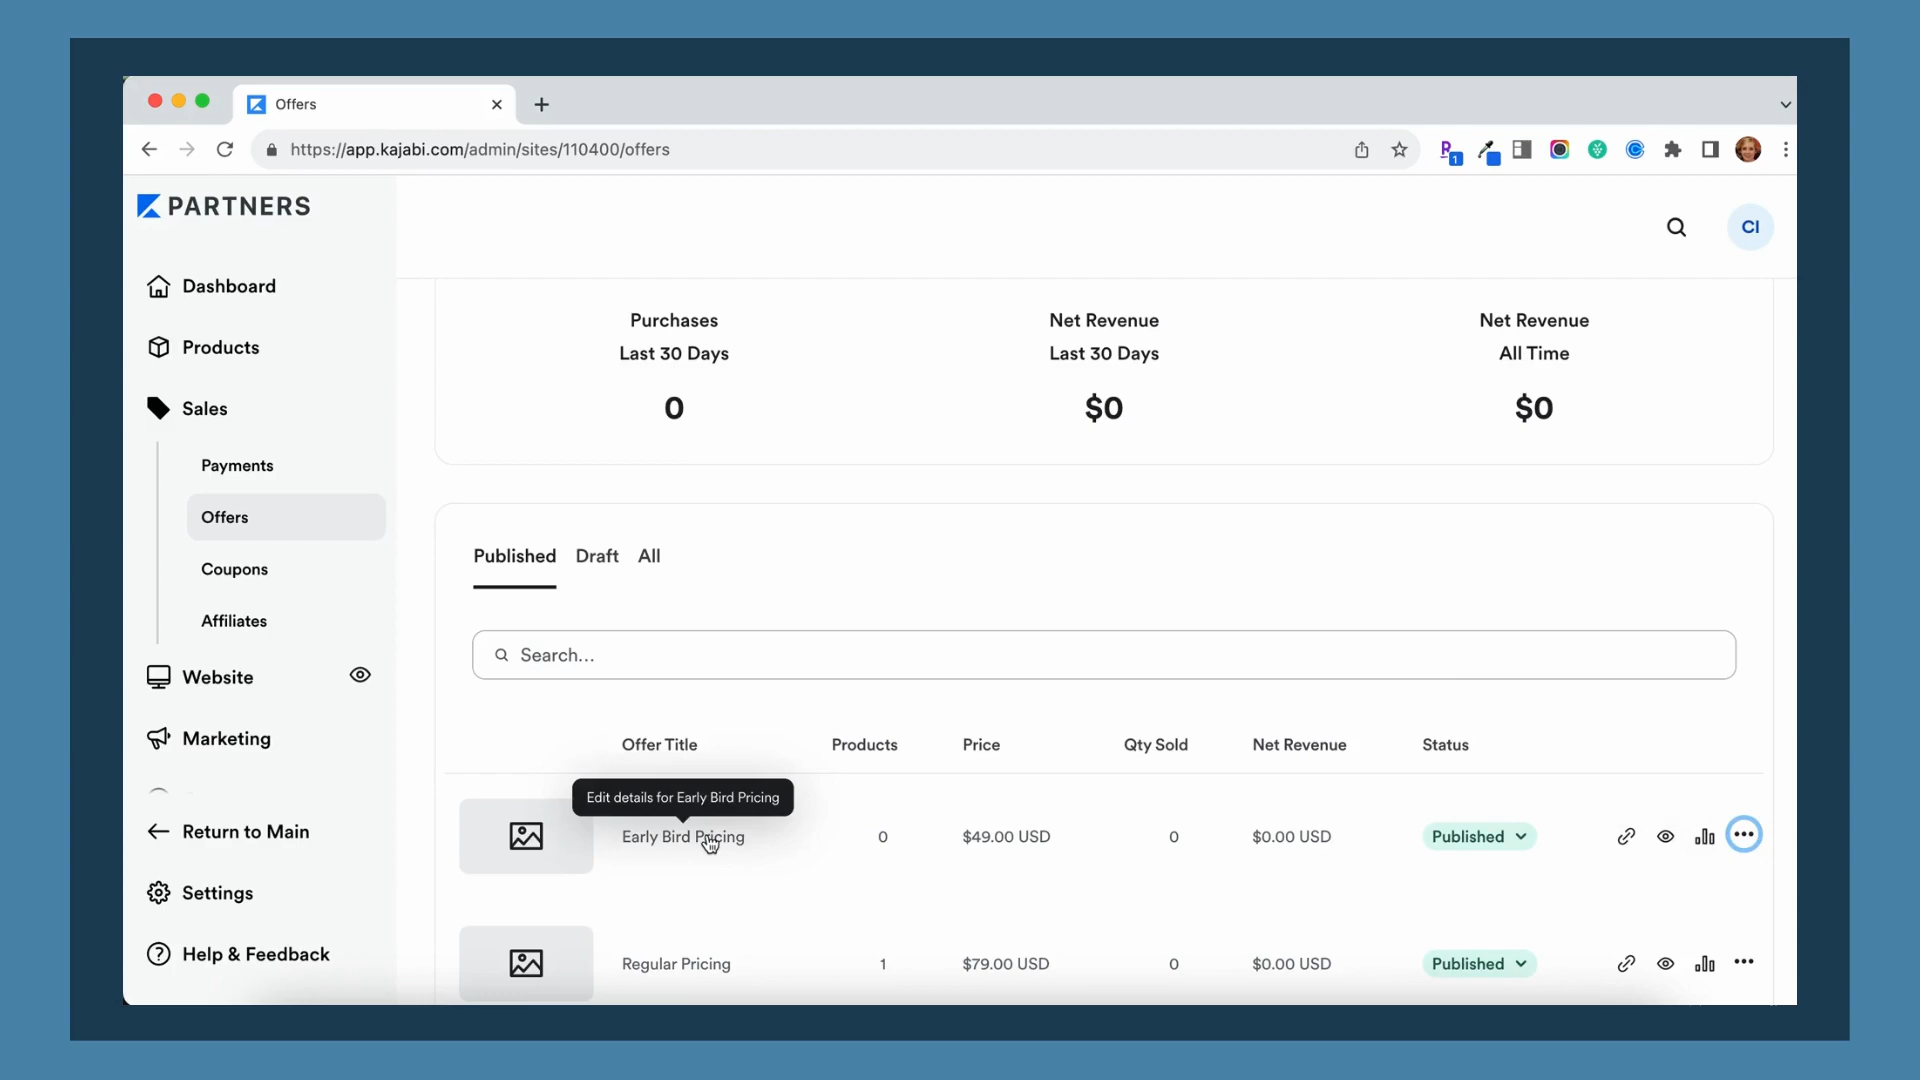 Offers
https://app.kajabi.com/admin/sites/110400/offers
1
PARTNERS
CI
Dashboard
Products
Sales
Payments
Offers
Coupons
Affiliates
Website
Marketing
Return to Main
Settings
Help & Feedback
Purchases
Last 30 Days
0
Net Revenue
Last 30 Days
$0
Net Revenue
All Time
$0
Published Draft All
Search...
Offer Title Products Price Qty Sold Net Revenue Status
Edit details for Early Bird Pricing
Early Bird Pricing 0 $49.00 USD 0 $0.00 USD Published
Regular Pricing 1 $79.00 USD 0 $0.00 USD Published